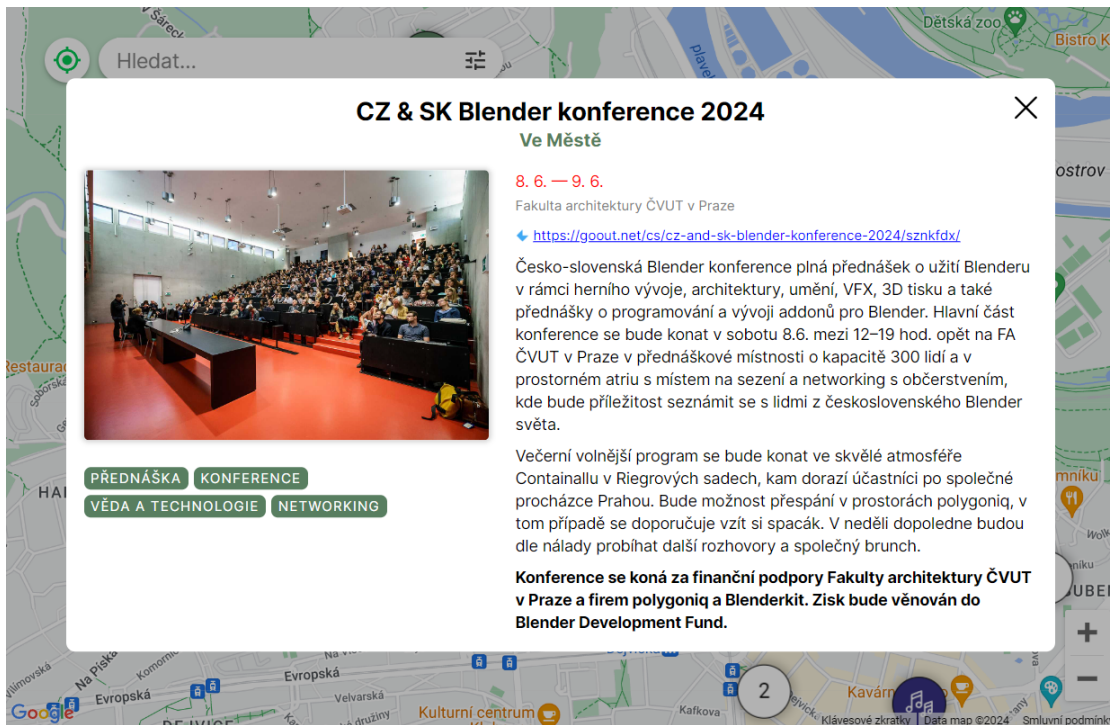 Hledat...
Dětská zoo
Bistro K
plavel
ostrov
CZ & SK Blender konference 2024
Ve Městě
8. 6. — 9. 6.
Fakulta architektury ČVUT v Praze
https://goout.net/cs/cz-and-sk-blender-konference-2024/sznkfdx/
Česko-slovenská Blender konference plná přednášek o užití Blenderu
v rámci herního vývoje, architektury, umění, VFX, 3D tisku a také
přednášky o programování a vývoji addonů pro Blender. Hlavní část
konference se bude konat v sobotu 8.6. mezi 12–19 hod. opět na FA
ČVUT v Praze v přednáškové místnosti o kapacitě 300 lidí a v
prostorném atriu s místem na sezení a networking s občerstvením,
kde bude příležitost seznámit se s lidmi z československého Blender
světa.
Večerní volnější program se bude konat ve skvělé atmosféře
Containallu v Riegrových sadech, kam dorazí účastníci po společné
procházce Prahou. Bude možnost přespání v prostorách polygoniq, v
tom případě se doporučuje vzít si spacák. V neděli dopoledne budou
dle nálady probíhat další rozhovory a společný brunch.
Konference se koná za finanční podpory Fakulty architektury ČVUT
v Praze a firem polygoniq a Blenderkit. Zisk bude věnován do
Blender Development Fund.
PŘEDNÁŠKA
KONFERENCE
VĚDA A TECHNOLOGIE
NETWORKING
Restaurac
HAN
mníku
UBE
Na Písk
Evropská
Evropská
Velvarská
Kulturní centrum
Kafkova
2
Kavárn
Google
DEJVICE
družiny
Klávesové zkratky
Data map ©2024
Smluvní podmínk